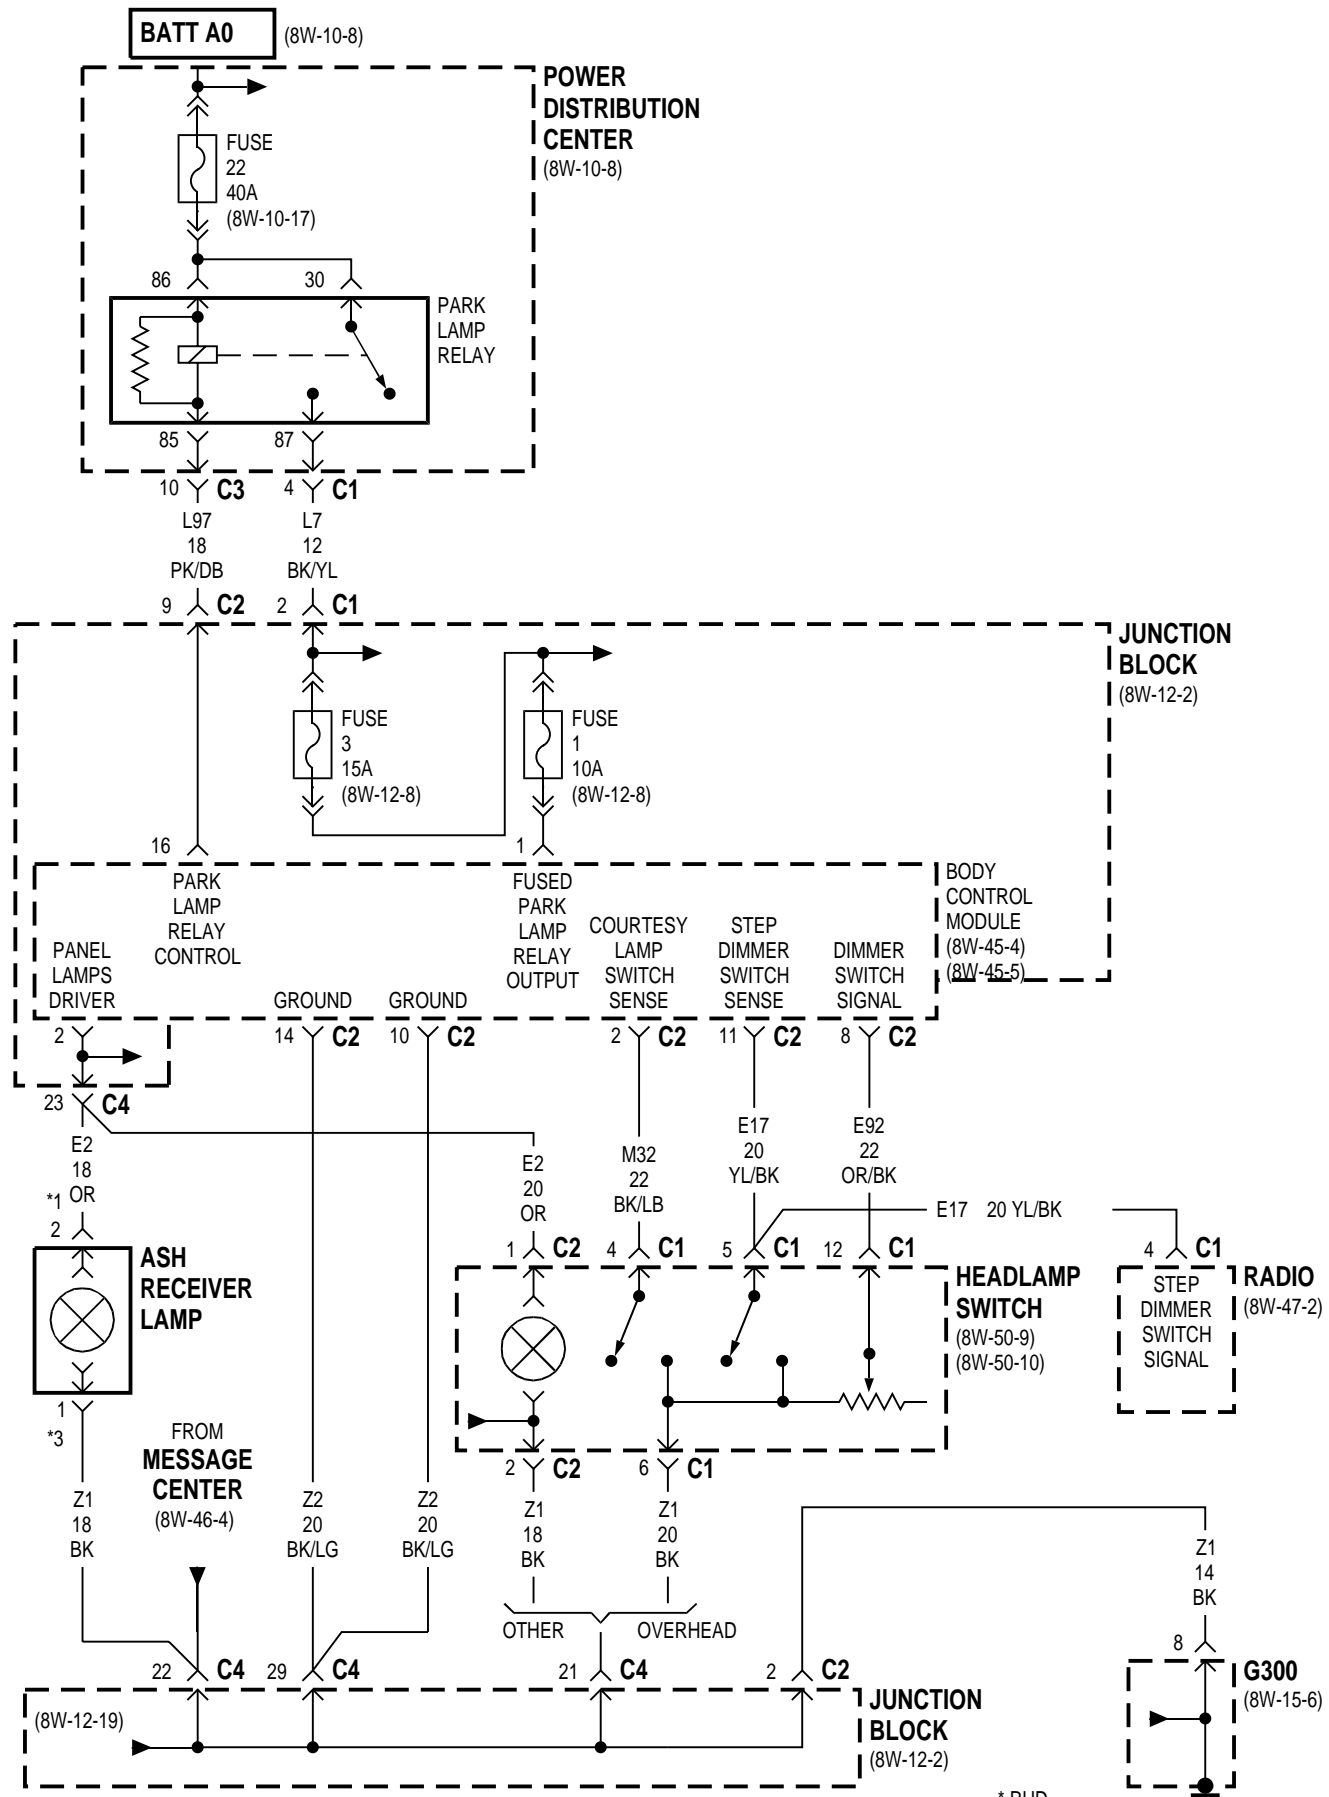 BATT A0
(8W-10-8)
POWER
DISTRIBUTION
CENTER
(8W-10-8)
FUSE
22
40A
(8W-10-17)
86
30
PARK
LAMP
RELAY
85
87
10 C3
4 C1
L97
18
PK/DB
L7
12
BK/YL
9 C2
2 C1
JUNCTION
BLOCK
(8W-12-2)
FUSE
3
15A
(8W-12-8)
FUSE
1
10A
(8W-12-8)
16
1
BODY
CONTROL
MODULE
(8W-45-4)
(8W-45-5)
PANEL
LAMPS
DRIVER
PARK
LAMP
RELAY
CONTROL
GROUND
GROUND
FUSED
PARK
LAMP
RELAY
OUTPUT
COURTESY
LAMP
SWITCH
SENSE
STEP
DIMMER
SWITCH
SENSE
DIMMER
SWITCH
SIGNAL
2
14 C2
10 C2
2 C2
11 C2
8 C2
23 C4
E2
18
OR
*1
2
E2
20
OR
M32
22
BK/LB
E17
20
YL/BK
E92
22
OR/BK
E17 20 YL/BK
1 C2
4 C1
5 C1
12 C1
4 C1
ASH
RECEIVER
LAMP
HEADLAMP
SWITCH
(8W-50-9)
(8W-50-10)
STEP
DIMMER
SWITCH
SIGNAL
RADIO
(8W-47-2)
1
*3
FROM
MESSAGE
CENTER
(8W-46-4)
2 C2
6 C1
Z1
18
BK
Z2
20
BK/LG
Z2
20
BK/LG
Z1
18
BK
Z1
20
BK
Z1
14
BK
OTHER
OVERHEAD
8
22 C4
29 C4
21 C4
2 C2
G300
(8W-15-6)
(8W-12-19)
JUNCTION
BLOCK
(8W-12-2)